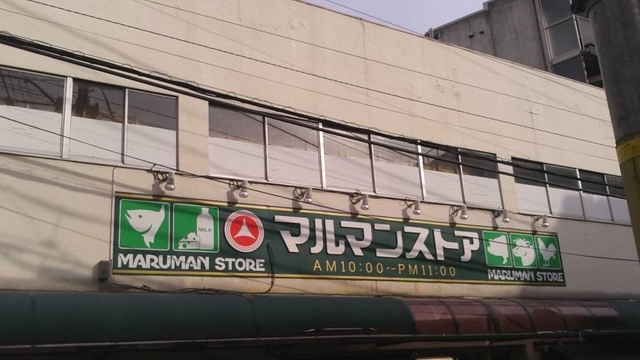 MILK
マルマンストア
AM10:00~PM11:00
MARUMAN STORE
MARUMAN STORE